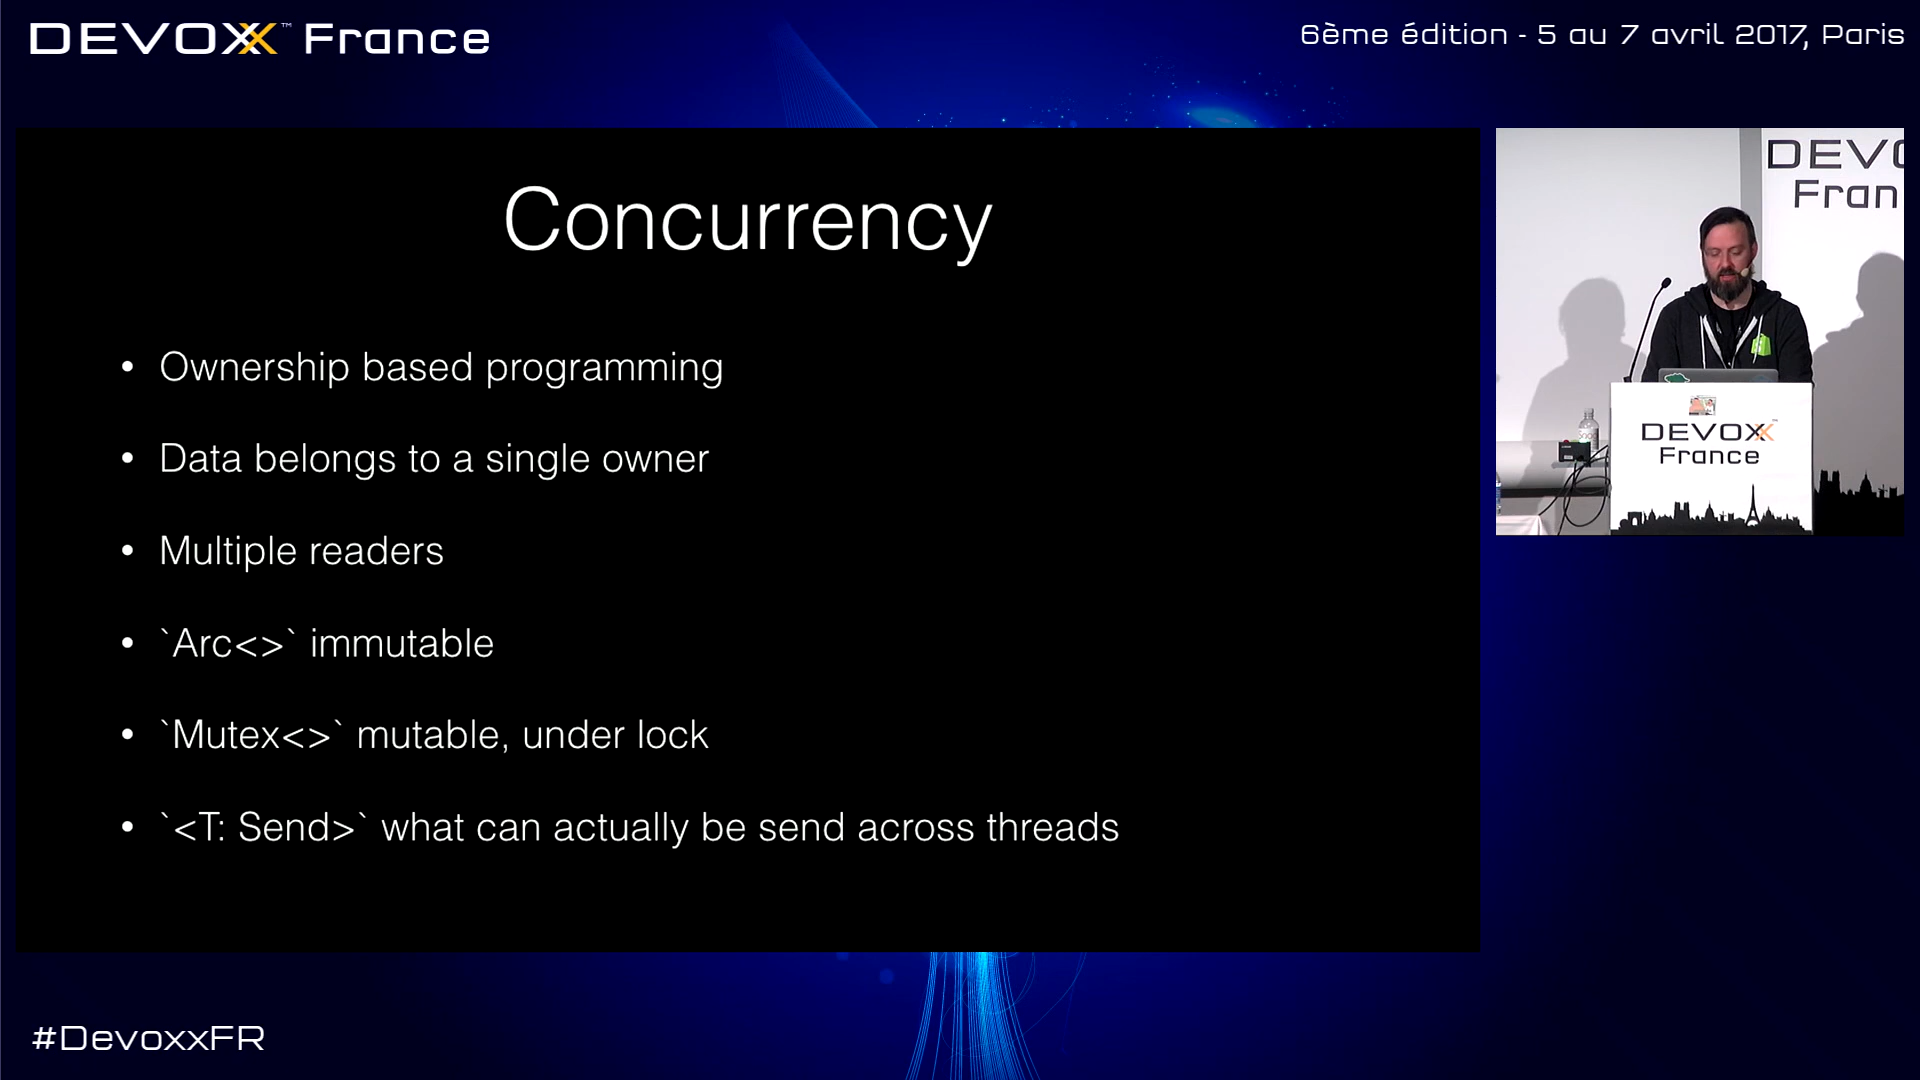 DEVOXX™ France
6ème édition - 5 au 7 avril 2017, Paris
Concurrency
• Ownership based programming
• Data belongs to a single owner
• Multiple readers
• `Arc<>` immutable
• `Mutex<>` mutable, under lock
• `<T: Send>` what can actually be send across threads
DEVO
Fran
DEVOXX
France
#DevoxxFR